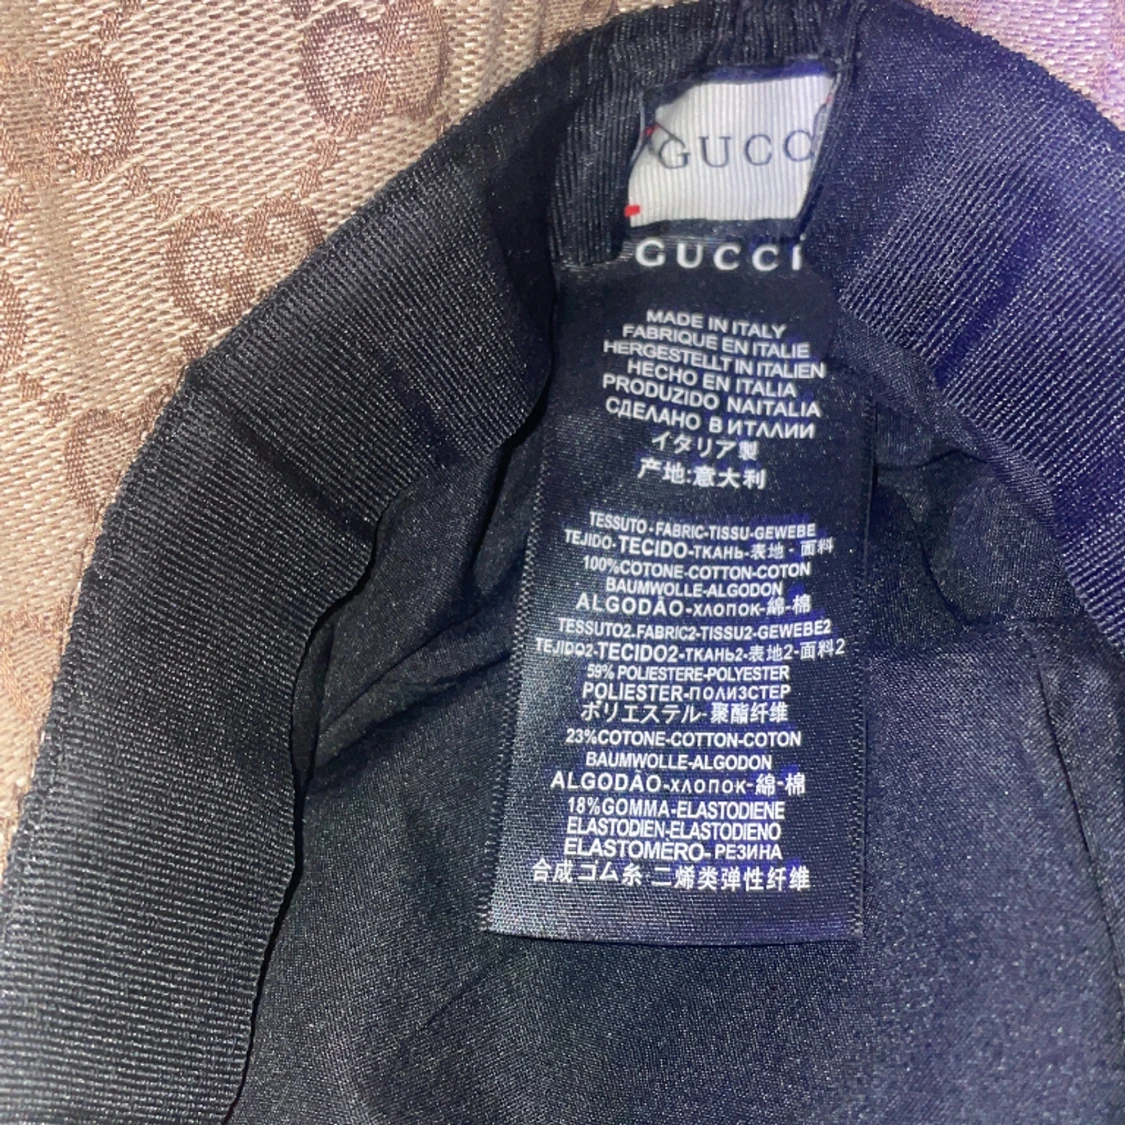 GUCC
GUCCI
MADE IN ITALY
FABRIQUE EN ITALIE
HERGESTELLT IN ITALIEN
HECHO EN ITALIA
PRODUZIDO NAITALIA
СДЕЛАНО В ИТАЛИИ
イタリア製
产地:意大利
TESSUTO-FABRIC-TISSU-GEWEBE
TEJIDO-TECIDO-ТКАНЬ-表地-面料
100%COTONE-COTTON-COTON
BAUMWOLLE-ALGODON
ALGODÃO-ХЛОПОК-綿-棉
TESSUTO2.FABRIC2-TISSU2-GEWEBE2
TEJIDO2-TECIDO2-ТКАНЬ2-表地2-面料2
59% POLIESTERE-POLYESTER
POLIESTER-ПОЛИЗСТЕР
ポリエステル-聚酯纤维
23%COTONE-COTTON-COTON
BAUMWOLLE-ALGODON
ALGODÃO-ХЛОПОК-綿-棉
18%GOMMA-ELASTODIENE
ELASTODIEN-ELASTODIENO
ELASTOMERO-РЕЗИНА
合成ゴム糸-二烯类弹性纤维